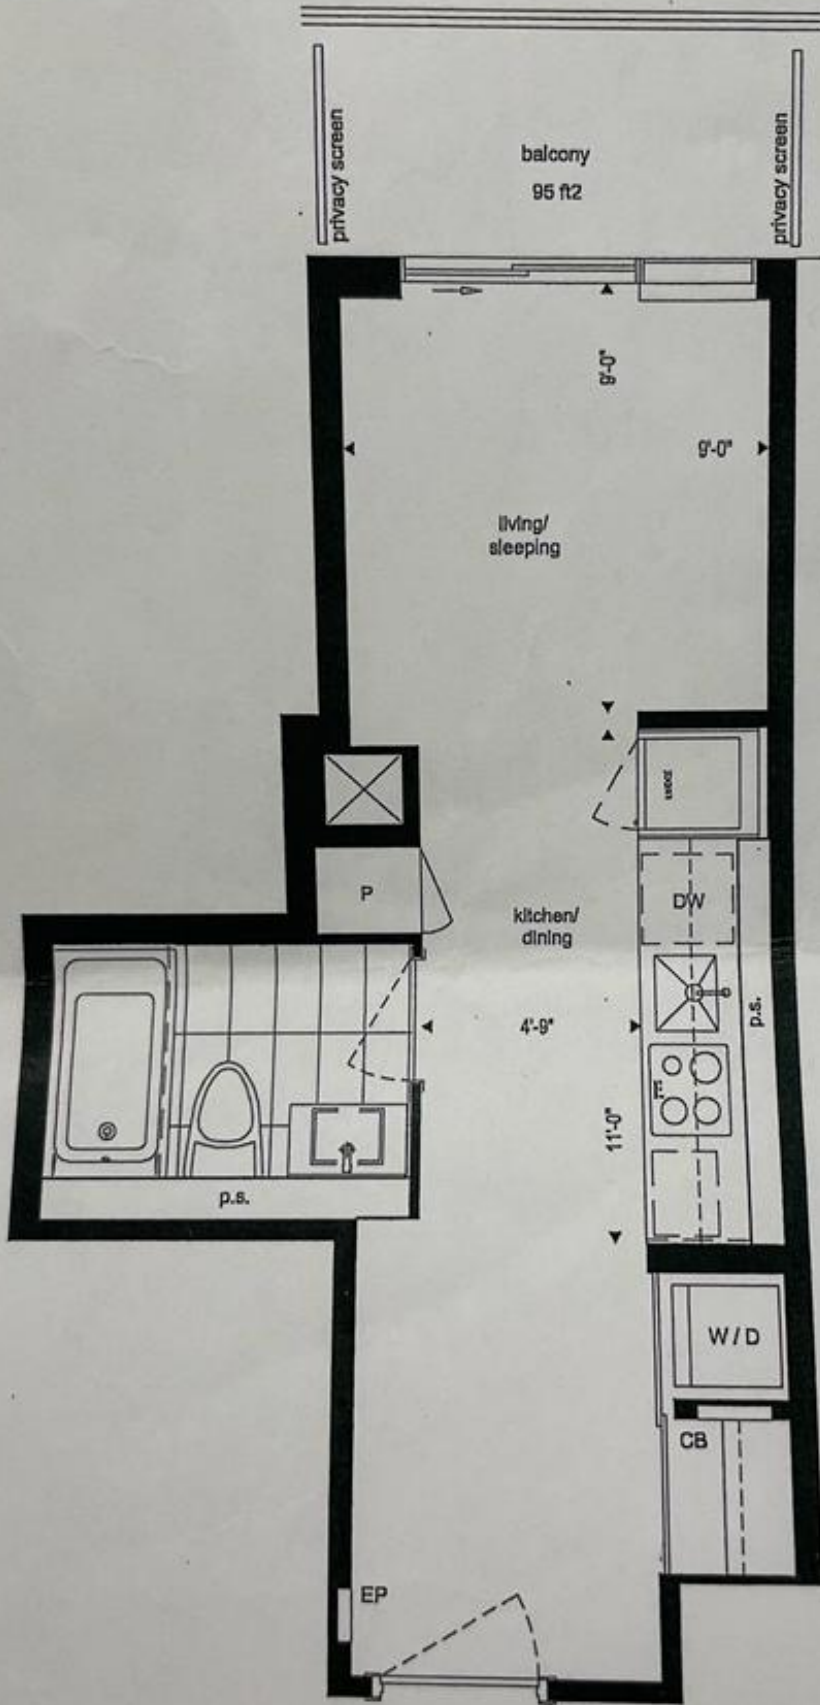 privacy screen
balcony
95 ft2
privacy screen
9'-0"
9'-0"
living/
sleeping
P
kitchen/
dining
DW
p.s.
4'-9"
11'-0"
p.s.
W / D
CB
EP